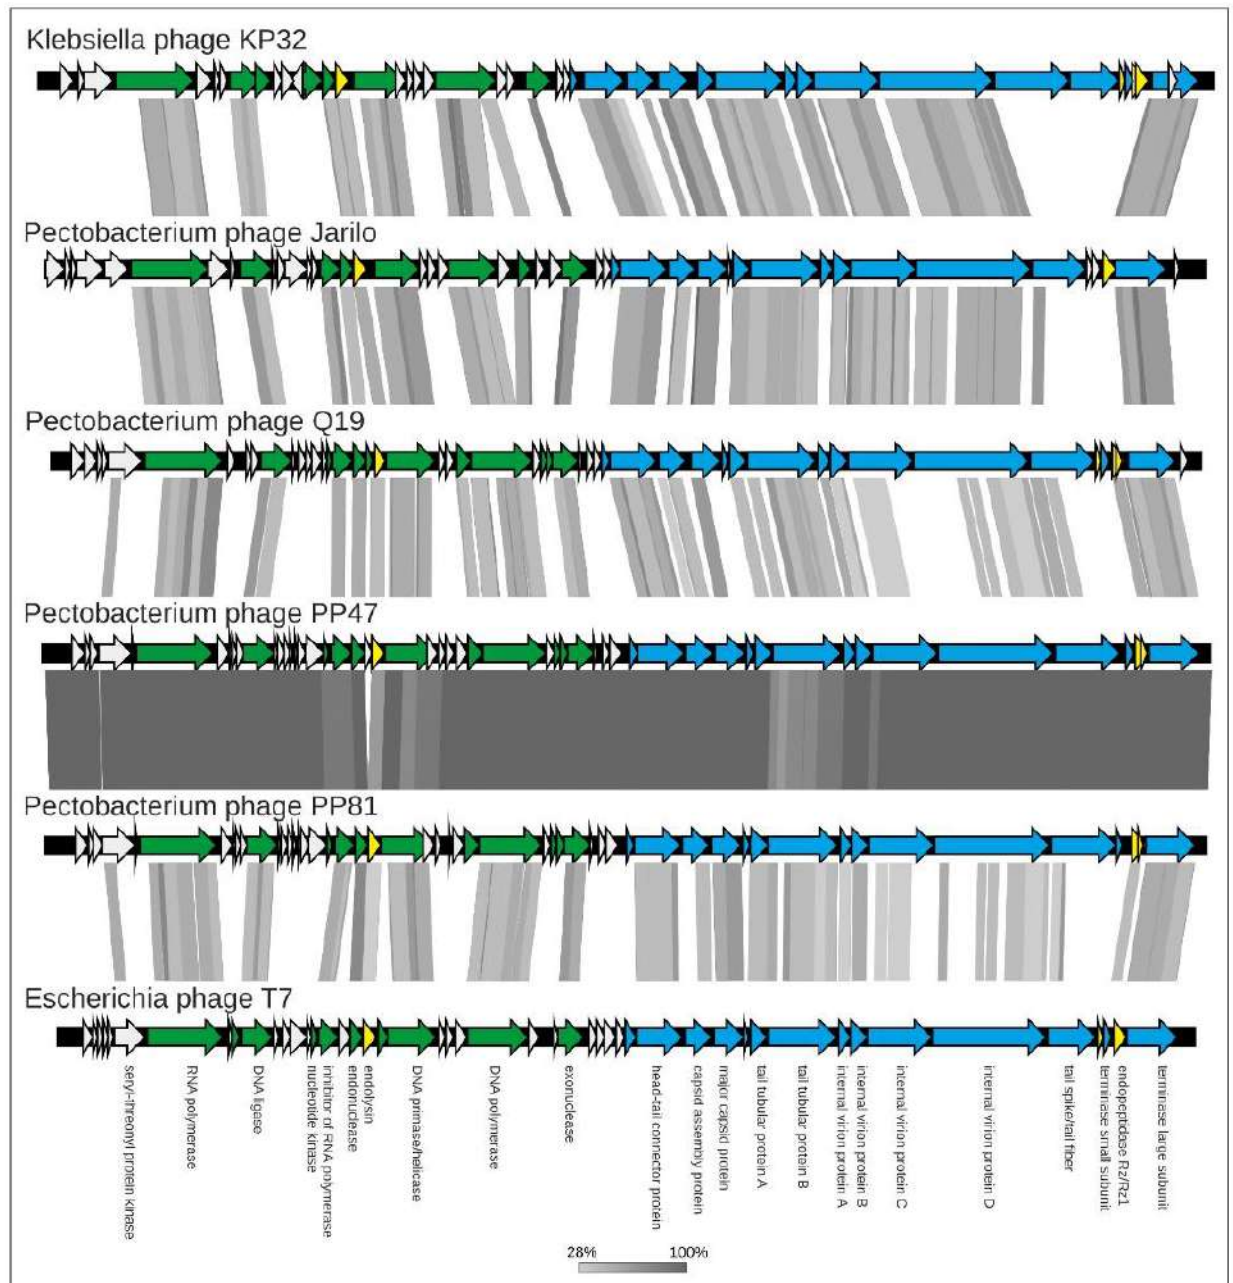 Klebsiella phage KP32
Pectobacterium phage Jarilo
Pectobacterium phage Q19
Pectobacterium phage PP47
Pectobacterium phage PP81
Escherichia phage T7
seryl-threonyl protein kinase
RNA polymerase
DNA ligase
nucleotide kinase
inhibitor of RNA polymerase
endonuclease
endolysin
DNA primase/helicase
DNA polymerase
exonuclease
head-tail connector protein
capsid assembly protein
major capsid protein
tail tubular protein A
tail tubular protein B
internal virion protein A
internal virion protein B
internal virion protein C
internal virion protein D
tail spike/tail fiber
terminase small subunit
endopeptidase Rz/Rz1
terminase large subunit
28% 100%